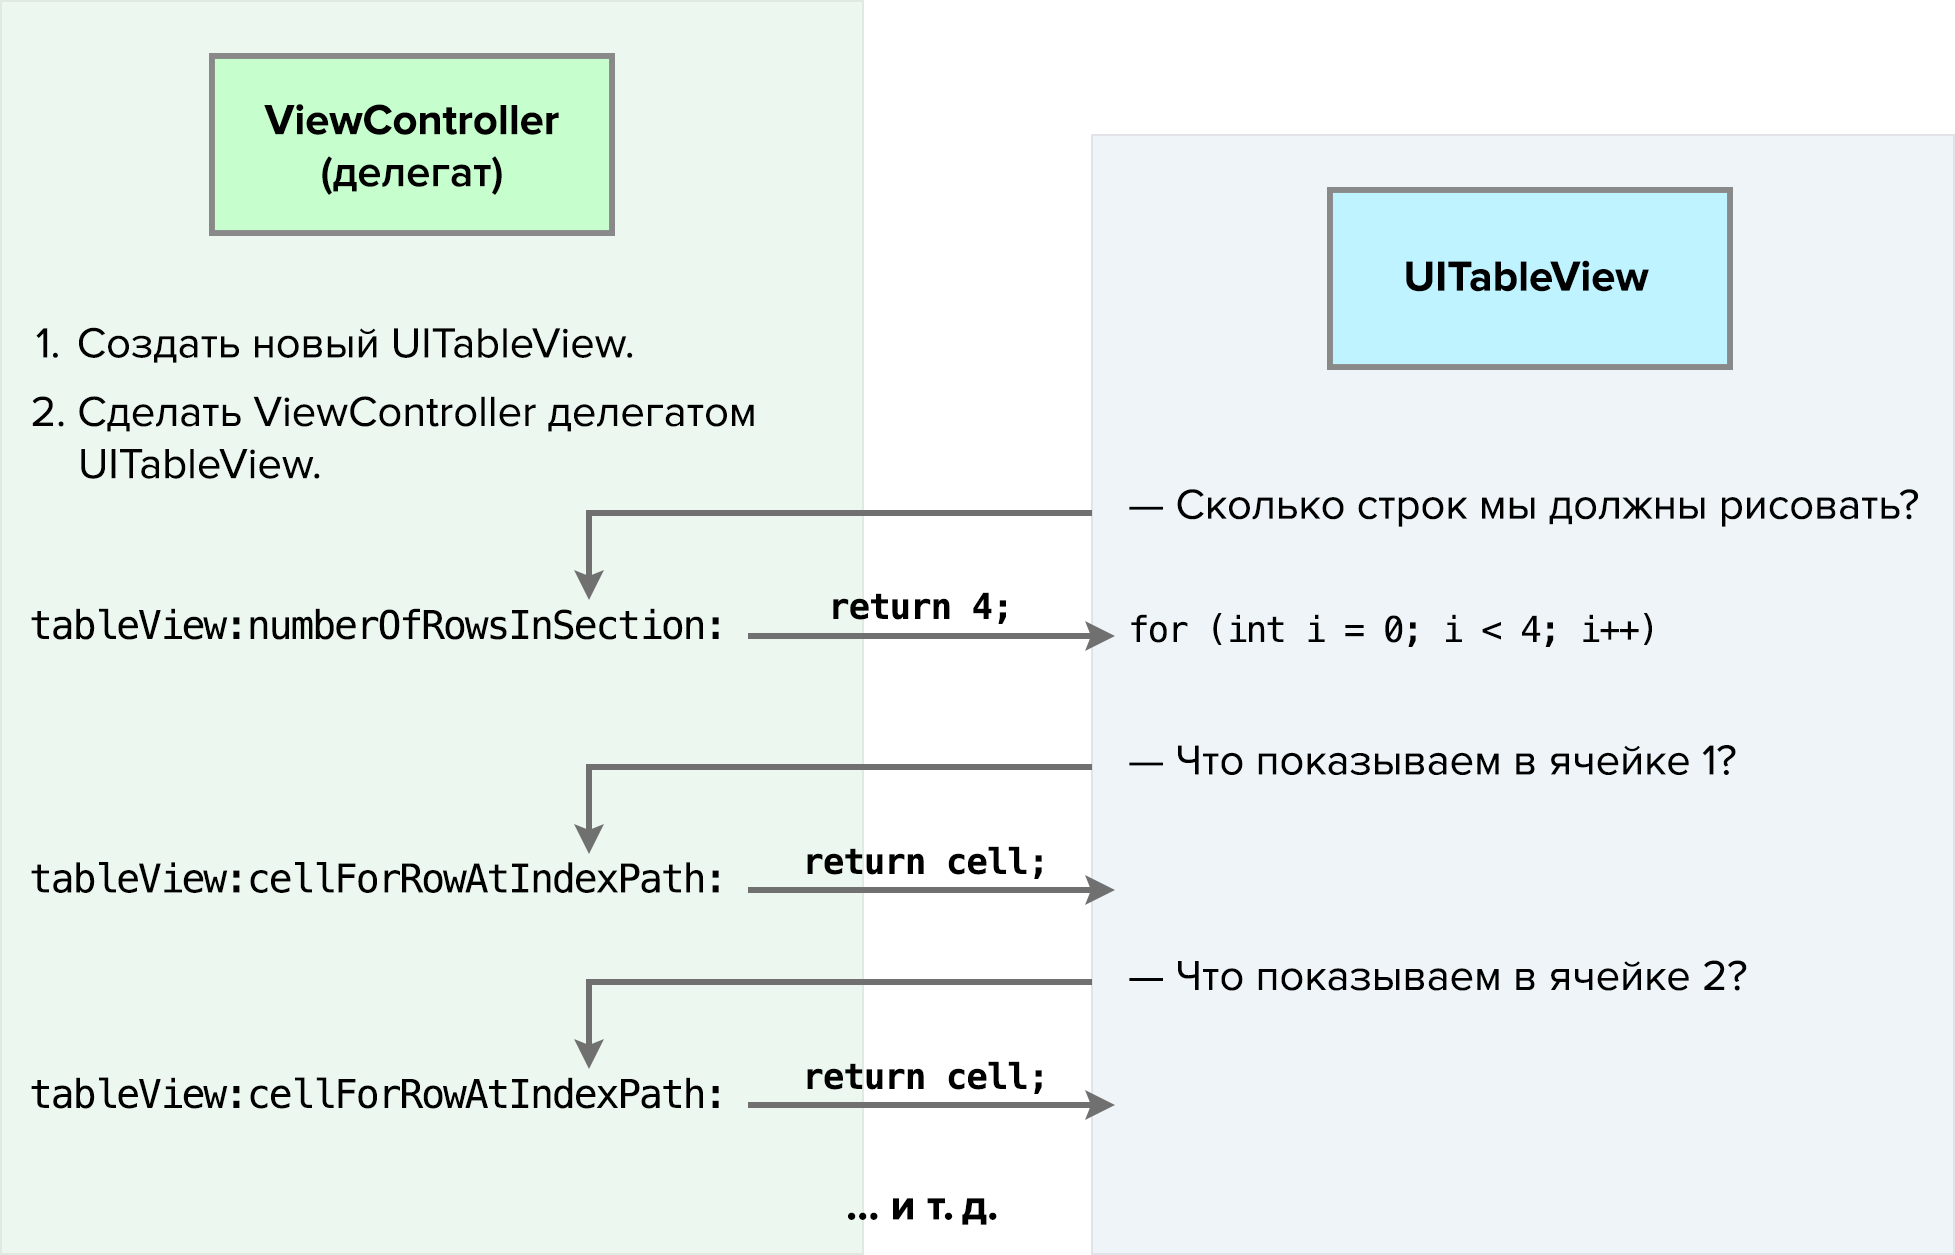 ViewController
(делегат)
UITableView
1. Создать новый UITableView.
2. Сделать ViewController делегатом
UITableView.
— Сколько строк мы должны рисовать?
tableView:numberOfRowsInSection:
return 4;
for (int i = 0; i < 4; i++)
— Что показываем в ячейке 1?
tableView:cellForRowAtIndexPath:
return cell;
— Что показываем в ячейке 2?
tableView:cellForRowAtIndexPath:
return cell;
... и т. д.